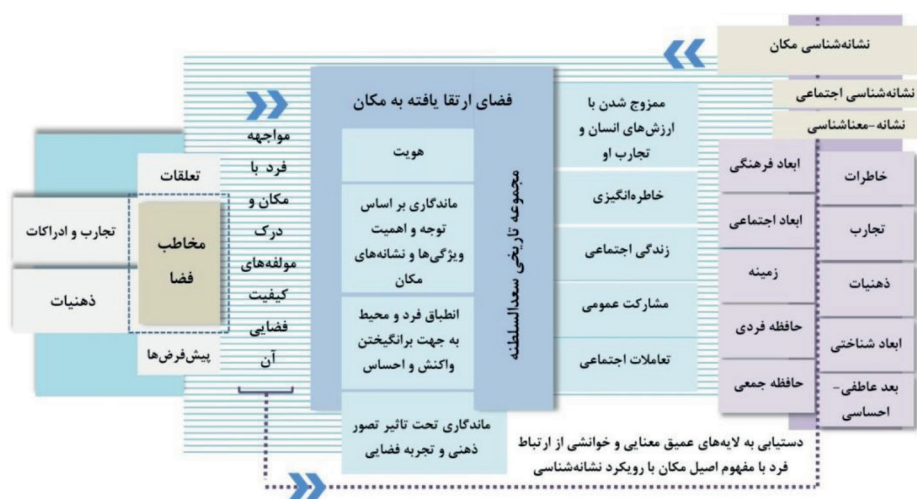 نشانه‌شناسی مکان
نشانه‌شناسی اجتماعی
نشانه-معناشناسی
خاطرات
تجارب
ذهنیات
ابعاد شناختی
بعد عاطفی-
احساسی
ابعاد فرهنگی
ابعاد اجتماعی
زمینه
حافظه فردی
حافظه جمعی
ممزوج شدن با
ارزش‌های انسان و
تجارب او
خاطره‌انگیزی
زندگی اجتماعی
مشارکت عمومی
تعاملات اجتماعی
فضای ارتقا یافته به مکان
مجموعه تاریخی سعدالسلطنه
هویت
ماندگاری بر اساس
توجه و اهمیت
ویژگی‌ها و نشانه‌های
مکان
انطباق فرد و محیط
به جهت برانگیختن
واکنش و احساس
ماندگاری تحت تاثیر تصور
ذهنی و تجربه فضایی
مواجهه
فرد با
مکان و
درک
مولفه‌های
کیفیت
فضایی
آن
تعلقات
مخاطب
فضا
پیش‌فرض‌ها
تجارب و ادراکات
ذهنیات
دستیابی به لایه‌های عمیق معنایی و خوانشی از ارتباط
فرد با مفهوم اصیل مکان با رویکرد نشانه‌شناسی